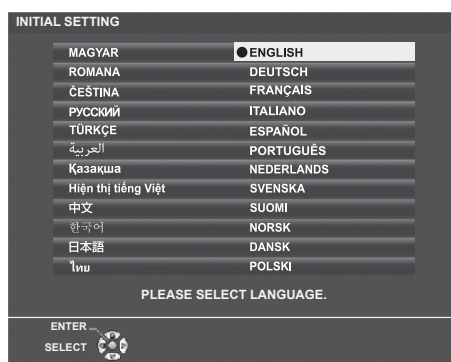 INITIAL SETTING
MAGYAR ENGLISH
ROMANA DEUTSCH
ČEŠTINA FRANÇAIS
РУССКИЙ ITALIANO
TÜRKÇE ESPAÑOL
العربية PORTUGUÊS
Қазақша NEDERLANDS
Hiện thị tiếng Việt SVENSKA
中文 SUOMI
한국어 NORSK
日本語 DANSK
ไทย POLSKI
PLEASE SELECT LANGUAGE.
ENTER
SELECT